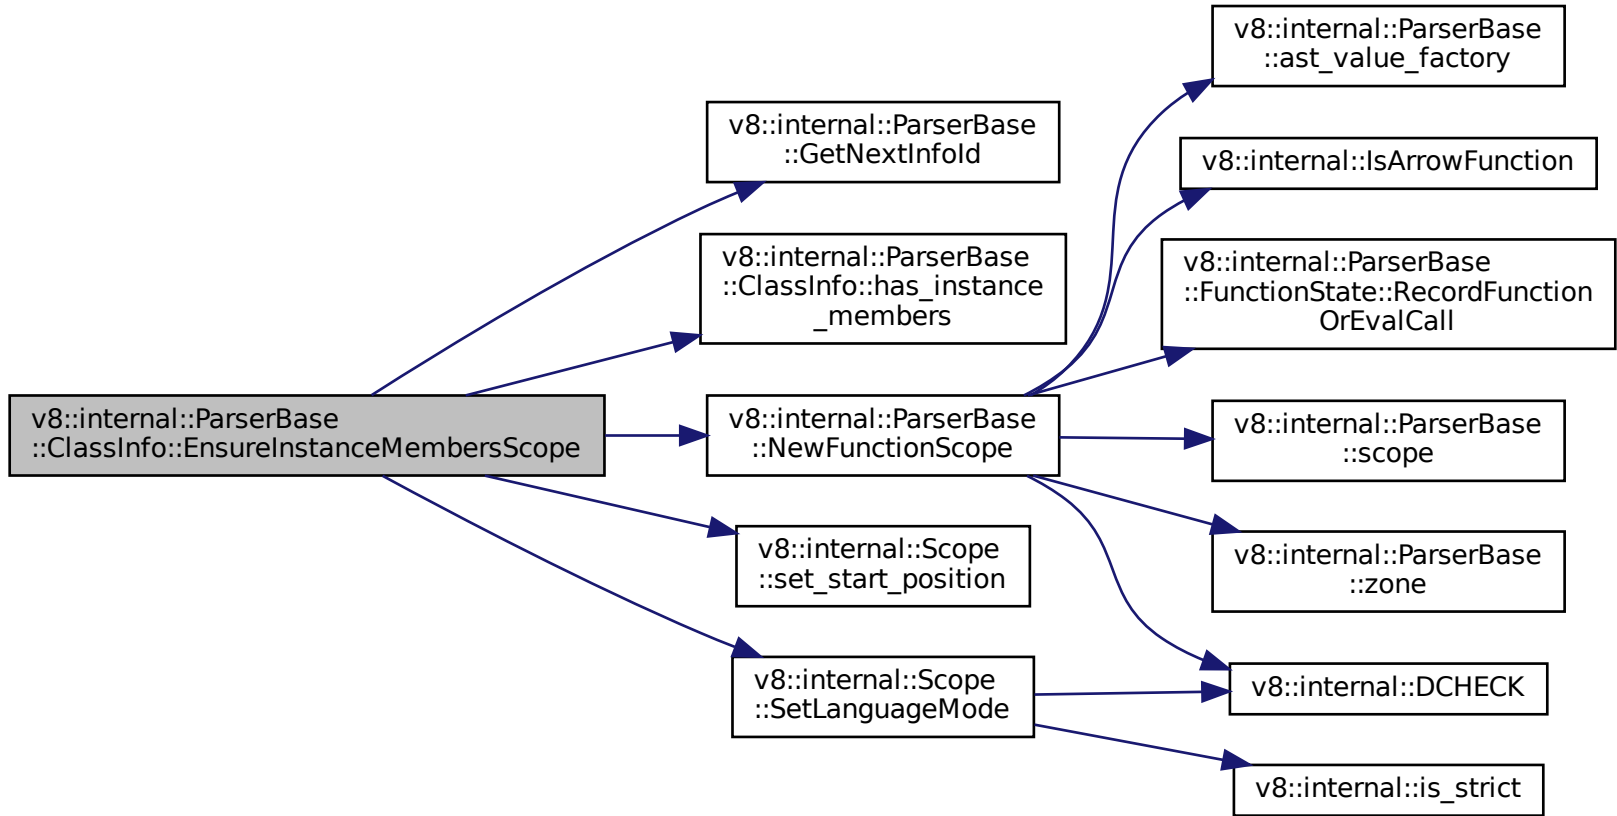 v8::internal::ParserBase
::ClassInfo::EnsureInstanceMembersScope
v8::internal::ParserBase
::GetNextInfoId
v8::internal::ParserBase
::ClassInfo::has_instance
_members
v8::internal::ParserBase
::NewFunctionScope
v8::internal::Scope
::set_start_position
v8::internal::Scope
::SetLanguageMode
v8::internal::ParserBase
::ast_value_factory
v8::internal::IsArrowFunction
v8::internal::ParserBase
::FunctionState::RecordFunction
OrEvalCall
v8::internal::ParserBase
::scope
v8::internal::ParserBase
::zone
v8::internal::DCHECK
v8::internal::is_strict